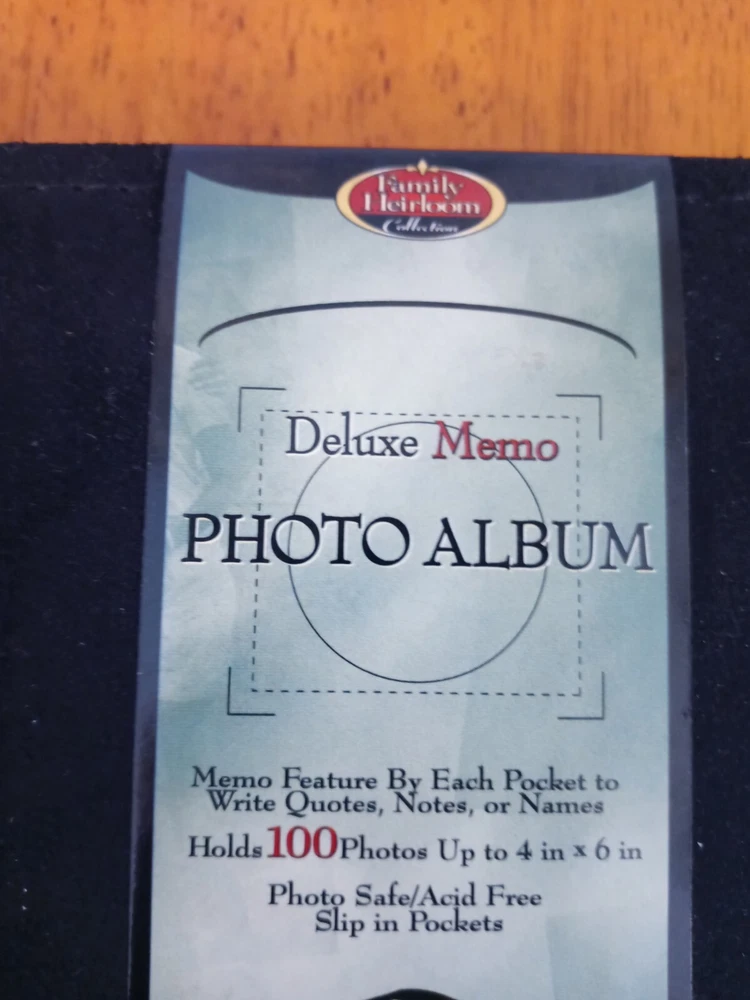 Family
Heirloom
Collection
Deluxe Memo
PHOTO ALBUM
Memo Feature By Each Pocket to
Write Quotes, Notes, or Names
Holds 100 Photos Up to 4 in x 6 in
Photo Safe/Acid Free
Slip in Pockets